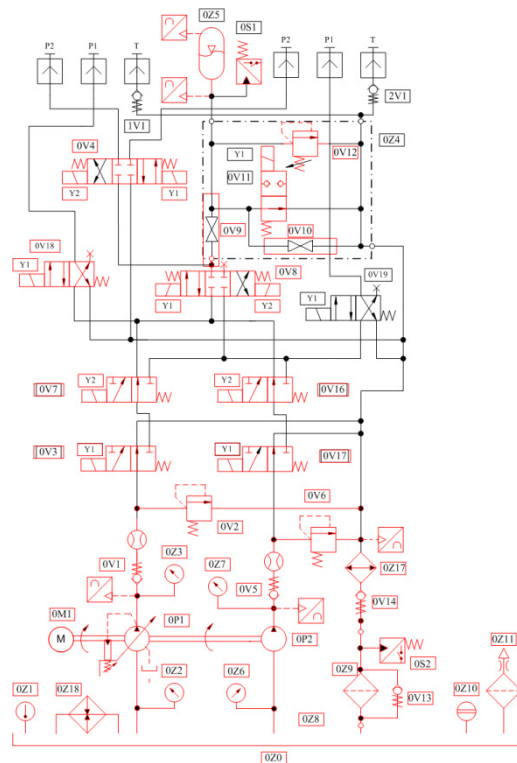 0Z5
0S1
P2
P1
T
P2
P1
T
2V1
1V1
0Z4
0V4
0V12
Y1
0V11
Y2
Y1
0V9
0V10
0V18
Y1
0V8
0V19
Y1
Y2
Y1
0V7
Y2
Y2
0V16
0V3
Y1
Y1
0V17
0V6
0V2
0Z3
0Z7
0V1
0V5
0Z17
0V14
0M1
0P1
M
0P2
0S2
0Z11
0Z1
0Z18
0Z2
0Z6
0Z9
0Z10
0V13
0Z8
0Z0